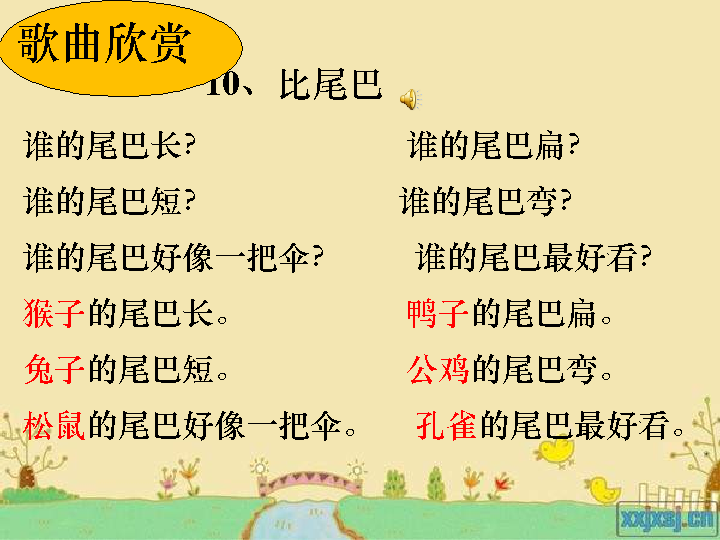 歌曲欣赏
10、比尾巴
谁的尾巴长？ 谁的尾巴扁？
谁的尾巴短？ 谁的尾巴弯？
谁的尾巴好像一把伞？ 谁的尾巴最好看？
猴子的尾巴长。 鸭子的尾巴扁。
兔子的尾巴短。 公鸡的尾巴弯。
松鼠的尾巴好像一把伞。 孔雀的尾巴最好看。
xxjxsj.cn